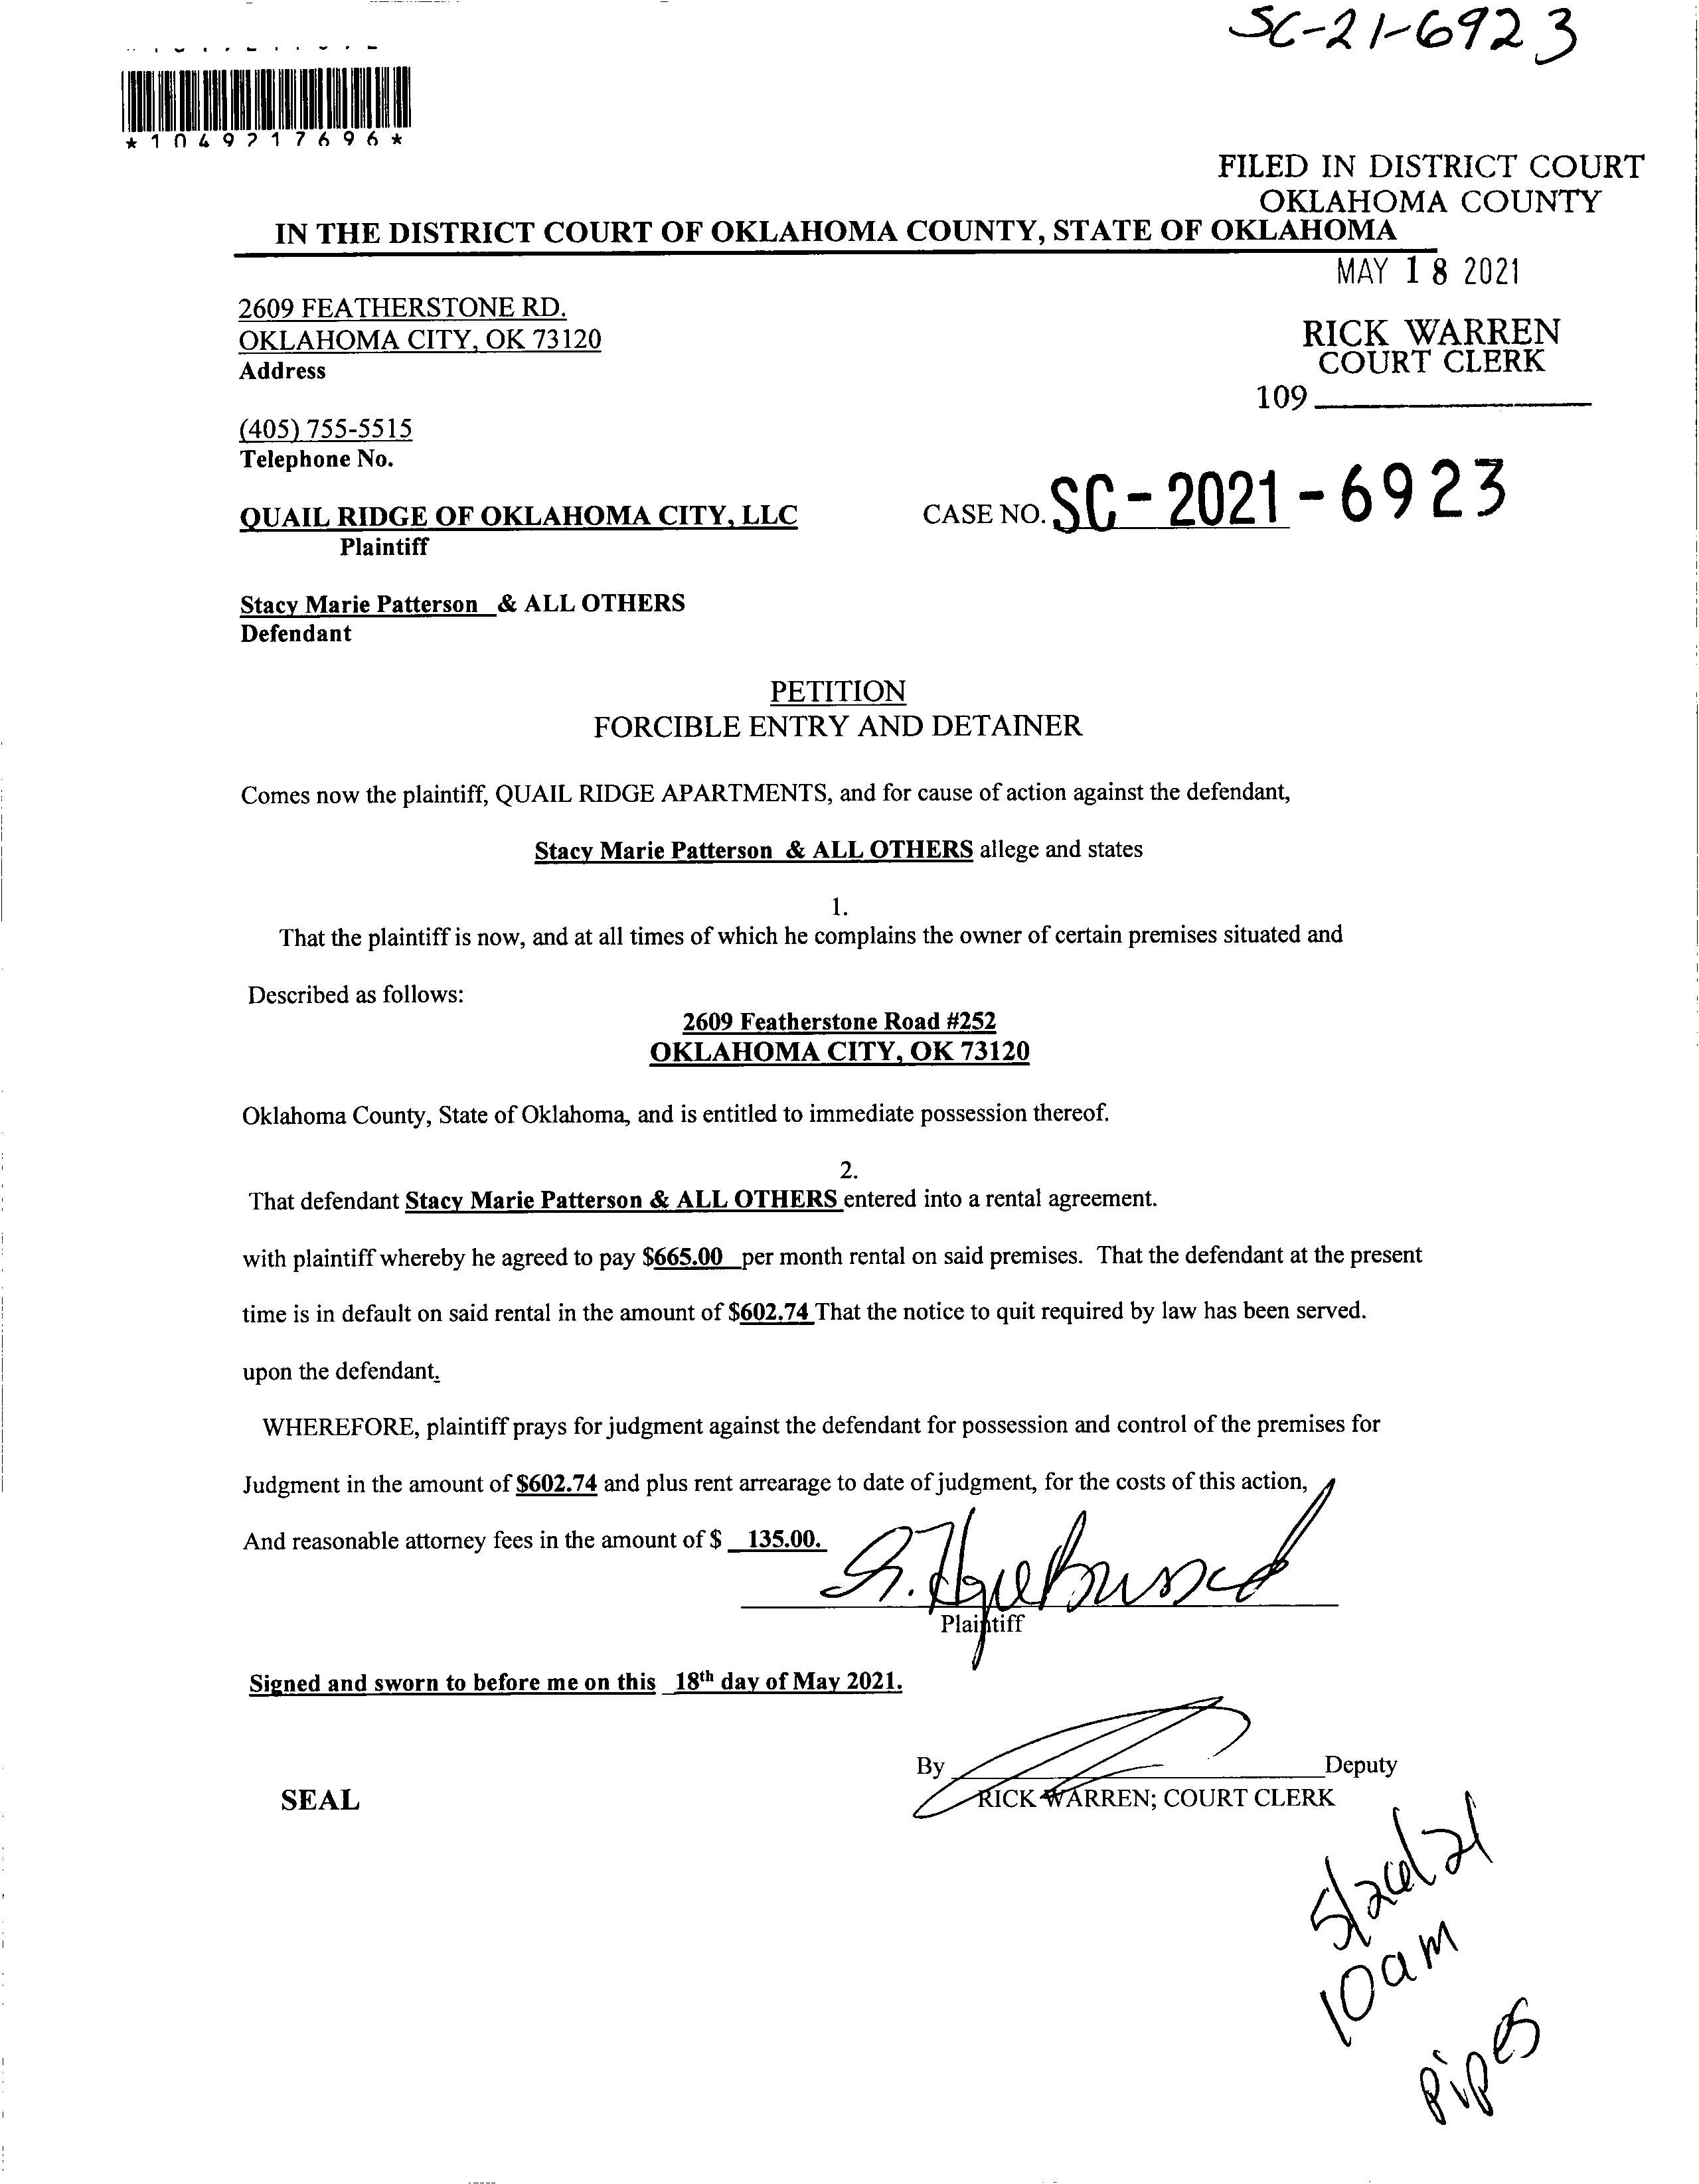 SC-21-6923
*1049217696*
FILED IN DISTRICT COURT
OKLAHOMA COUNTY
IN THE DISTRICT COURT OF OKLAHOMA COUNTY, STATE OF OKLAHOMA
MAY 18 2021
2609 FEATHERSTONE RD.
OKLAHOMA CITY, OK 73120
Address
RICK WARREN
COURT CLERK
109
(405) 755-5515
Telephone No.
QUAIL RIDGE OF OKLAHOMA CITY, LLC
Plaintiff
CASE NO. SC-2021-6923
Stacy Marie Patterson & ALL OTHERS
Defendant
PETITION
FORCIBLE ENTRY AND DETAINER
Comes now the plaintiff, QUAIL RIDGE APARTMENTS, and for cause of action against the defendant,
Stacy Marie Patterson & ALL OTHERS allege and states
1.
That the plaintiff is now, and at all times of which he complains the owner of certain premises situated and
Described as follows:
2609 Featherstone Road #252
OKLAHOMA CITY, OK 73120
Oklahoma County, State of Oklahoma, and is entitled to immediate possession thereof.
2.
That defendant Stacy Marie Patterson & ALL OTHERS entered into a rental agreement.
with plaintiff whereby he agreed to pay $665.00 per month rental on said premises. That the defendant at the present
time is in default on said rental in the amount of $602.74 That the notice to quit required by law has been served.
upon the defendant.
WHEREFORE, plaintiff prays for judgment against the defendant for possession and control of the premises for
Judgment in the amount of $602.74 and plus rent arrearage to date of judgment, for the costs of this action,
And reasonable attorney fees in the amount of $ 135.00.
Plaintiff
Signed and sworn to before me on this 18th day of May 2021.
By Deputy
RICK WARREN; COURT CLERK
SEAL
5/26/21
10am
Pipes